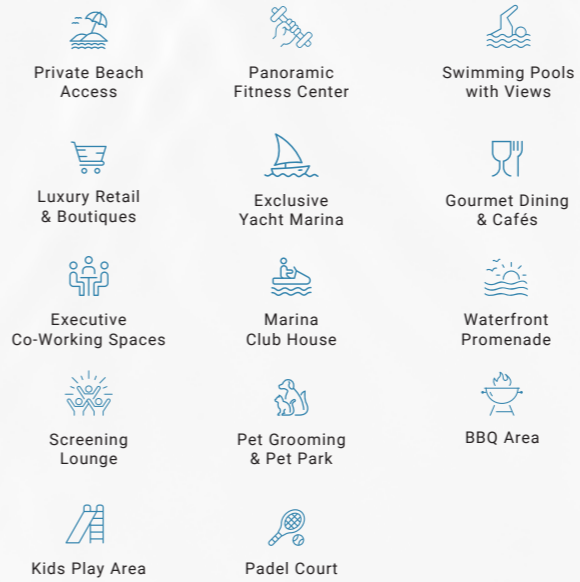 Private Beach
Access
Panoramic
Fitness Center
Swimming Pools
with Views
Luxury Retail
& Boutiques
Exclusive
Yacht Marina
Gourmet Dining
& Cafés
Executive
Co-Working Spaces
Marina
Club House
Waterfront
Promenade
Screening
Lounge
Pet Grooming
& Pet Park
BBQ Area
Kids Play Area
Padel Court